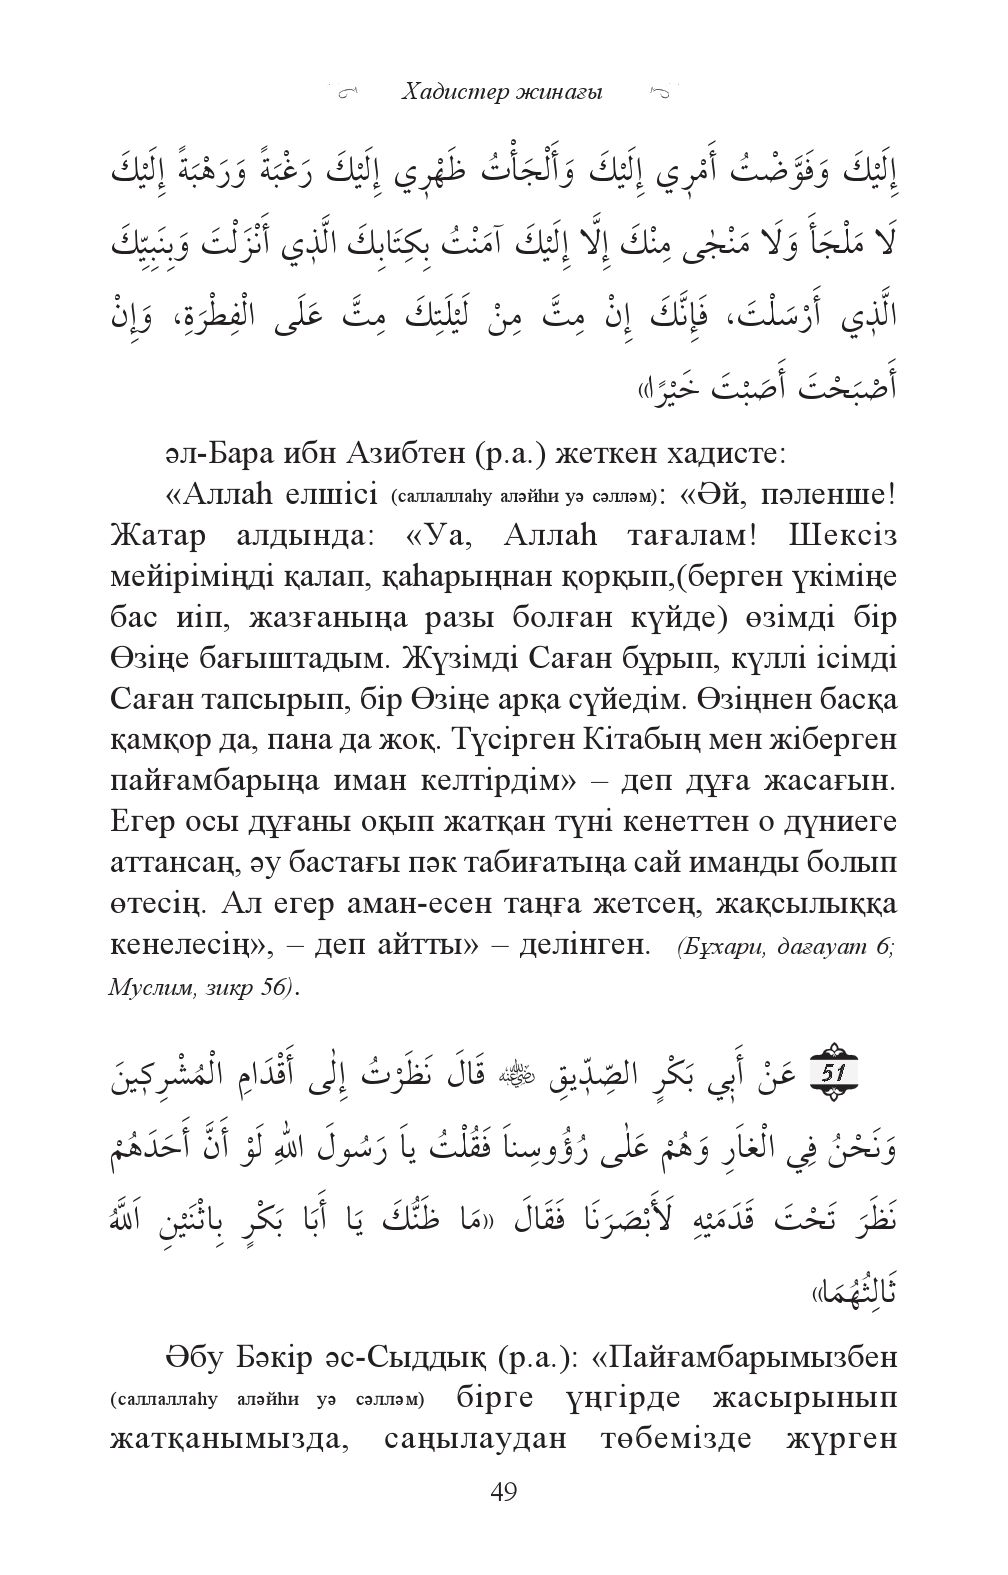 Хадистер жинағы
إِلَيْكَ وَفَوَّضْتُ أَمْرِي إِلَيْكَ وَأَلْجَأْتُ ظَهْرِي إِلَيْكَ رَغْبَةً وَرَهْبَةً إِلَيْكَ
لَا مَلْجَأَ وَلَا مَنْجٰى مِنْكَ إِلَّا إِلَيْكَ آمَنْتُ بِكِتَابِكَ الَّذِي أَنْزَلْتَ وَبِنَبِيِّكَ
الَّذِي أَرْسَلْتَ، فَإِنَّكَ إِنْ مِتَّ مِنْ لَيْلَتِكَ مِتَّ عَلَى الْفِطْرَةِ، وَإِنْ
أَصْبَحْتَ أَصَبْتَ خَيْرًا»
әл-Бара ибн Азибтен (р.а.) жеткен хадисте:
«Аллаһ елшісі (саллаллаһу аләйһи уә сәлләм): «Әй, пәленше!
Жатар алдында: «Уа, Аллаһ тағалам! Шексіз
мейіріміңді қалап, қаһарыңнан қорқып,(берген үкіміңе
бас иіп, жазғаныңа разы болған күйде) өзімді бір
Өзіңе бағыштадым. Жүзімді Саған бұрып, күллі ісімді
Саған тапсырып, бір Өзіңе арқа сүйедім. Өзіңнен басқа
қамқор да, пана да жоқ. Түсірген Кітабың мен жіберген
пайғамбарыңа иман келтірдім» – деп дұға жасағын.
Егер осы дұғаны оқып жатқан түні кенеттен о дүниеге
аттансаң, әу бастағы пәк табиғатыңа сай иманды болып
өтесің. Ал егер аман-есен таңға жетсең, жақсылыққа
кенелесің», – деп айтты» – делінген. (Бұхари, дағауат 6;
Муслим, зикр 56).
51 عَنْ أَبِي بَكْرٍ الصِّدِّيقِ ﵁ قَالَ نَظَرْتُ إِلٰى أَقْدَامِ الْمُشْرِكِينَ
وَنَحْنُ فِي الْغاَرِ وَهُمْ عَلٰى رُؤُوسِناَ فَقُلْتُ ياَ رَسُولَ اللهِ لَوْ أَنَّ أَحَدَهُمْ
نَظَرَ تَحْتَ قَدَمَيْهِ لَأَبْصَرَنَا فَقَالَ «مَا ظَنُّكَ يَا أَبَا بَكْرٍ بِاثْنَيْنِ اَللَّهُ
ثَالِثُهُمَا»
Әбу Бәкір әс-Сыддық (р.а.): «Пайғамбарымызбен
(саллаллаһу аләйһи уә сәлләм) бірге үңгірде жасырынып
жатқанымызда, саңылаудан төбемізде жүрген
49